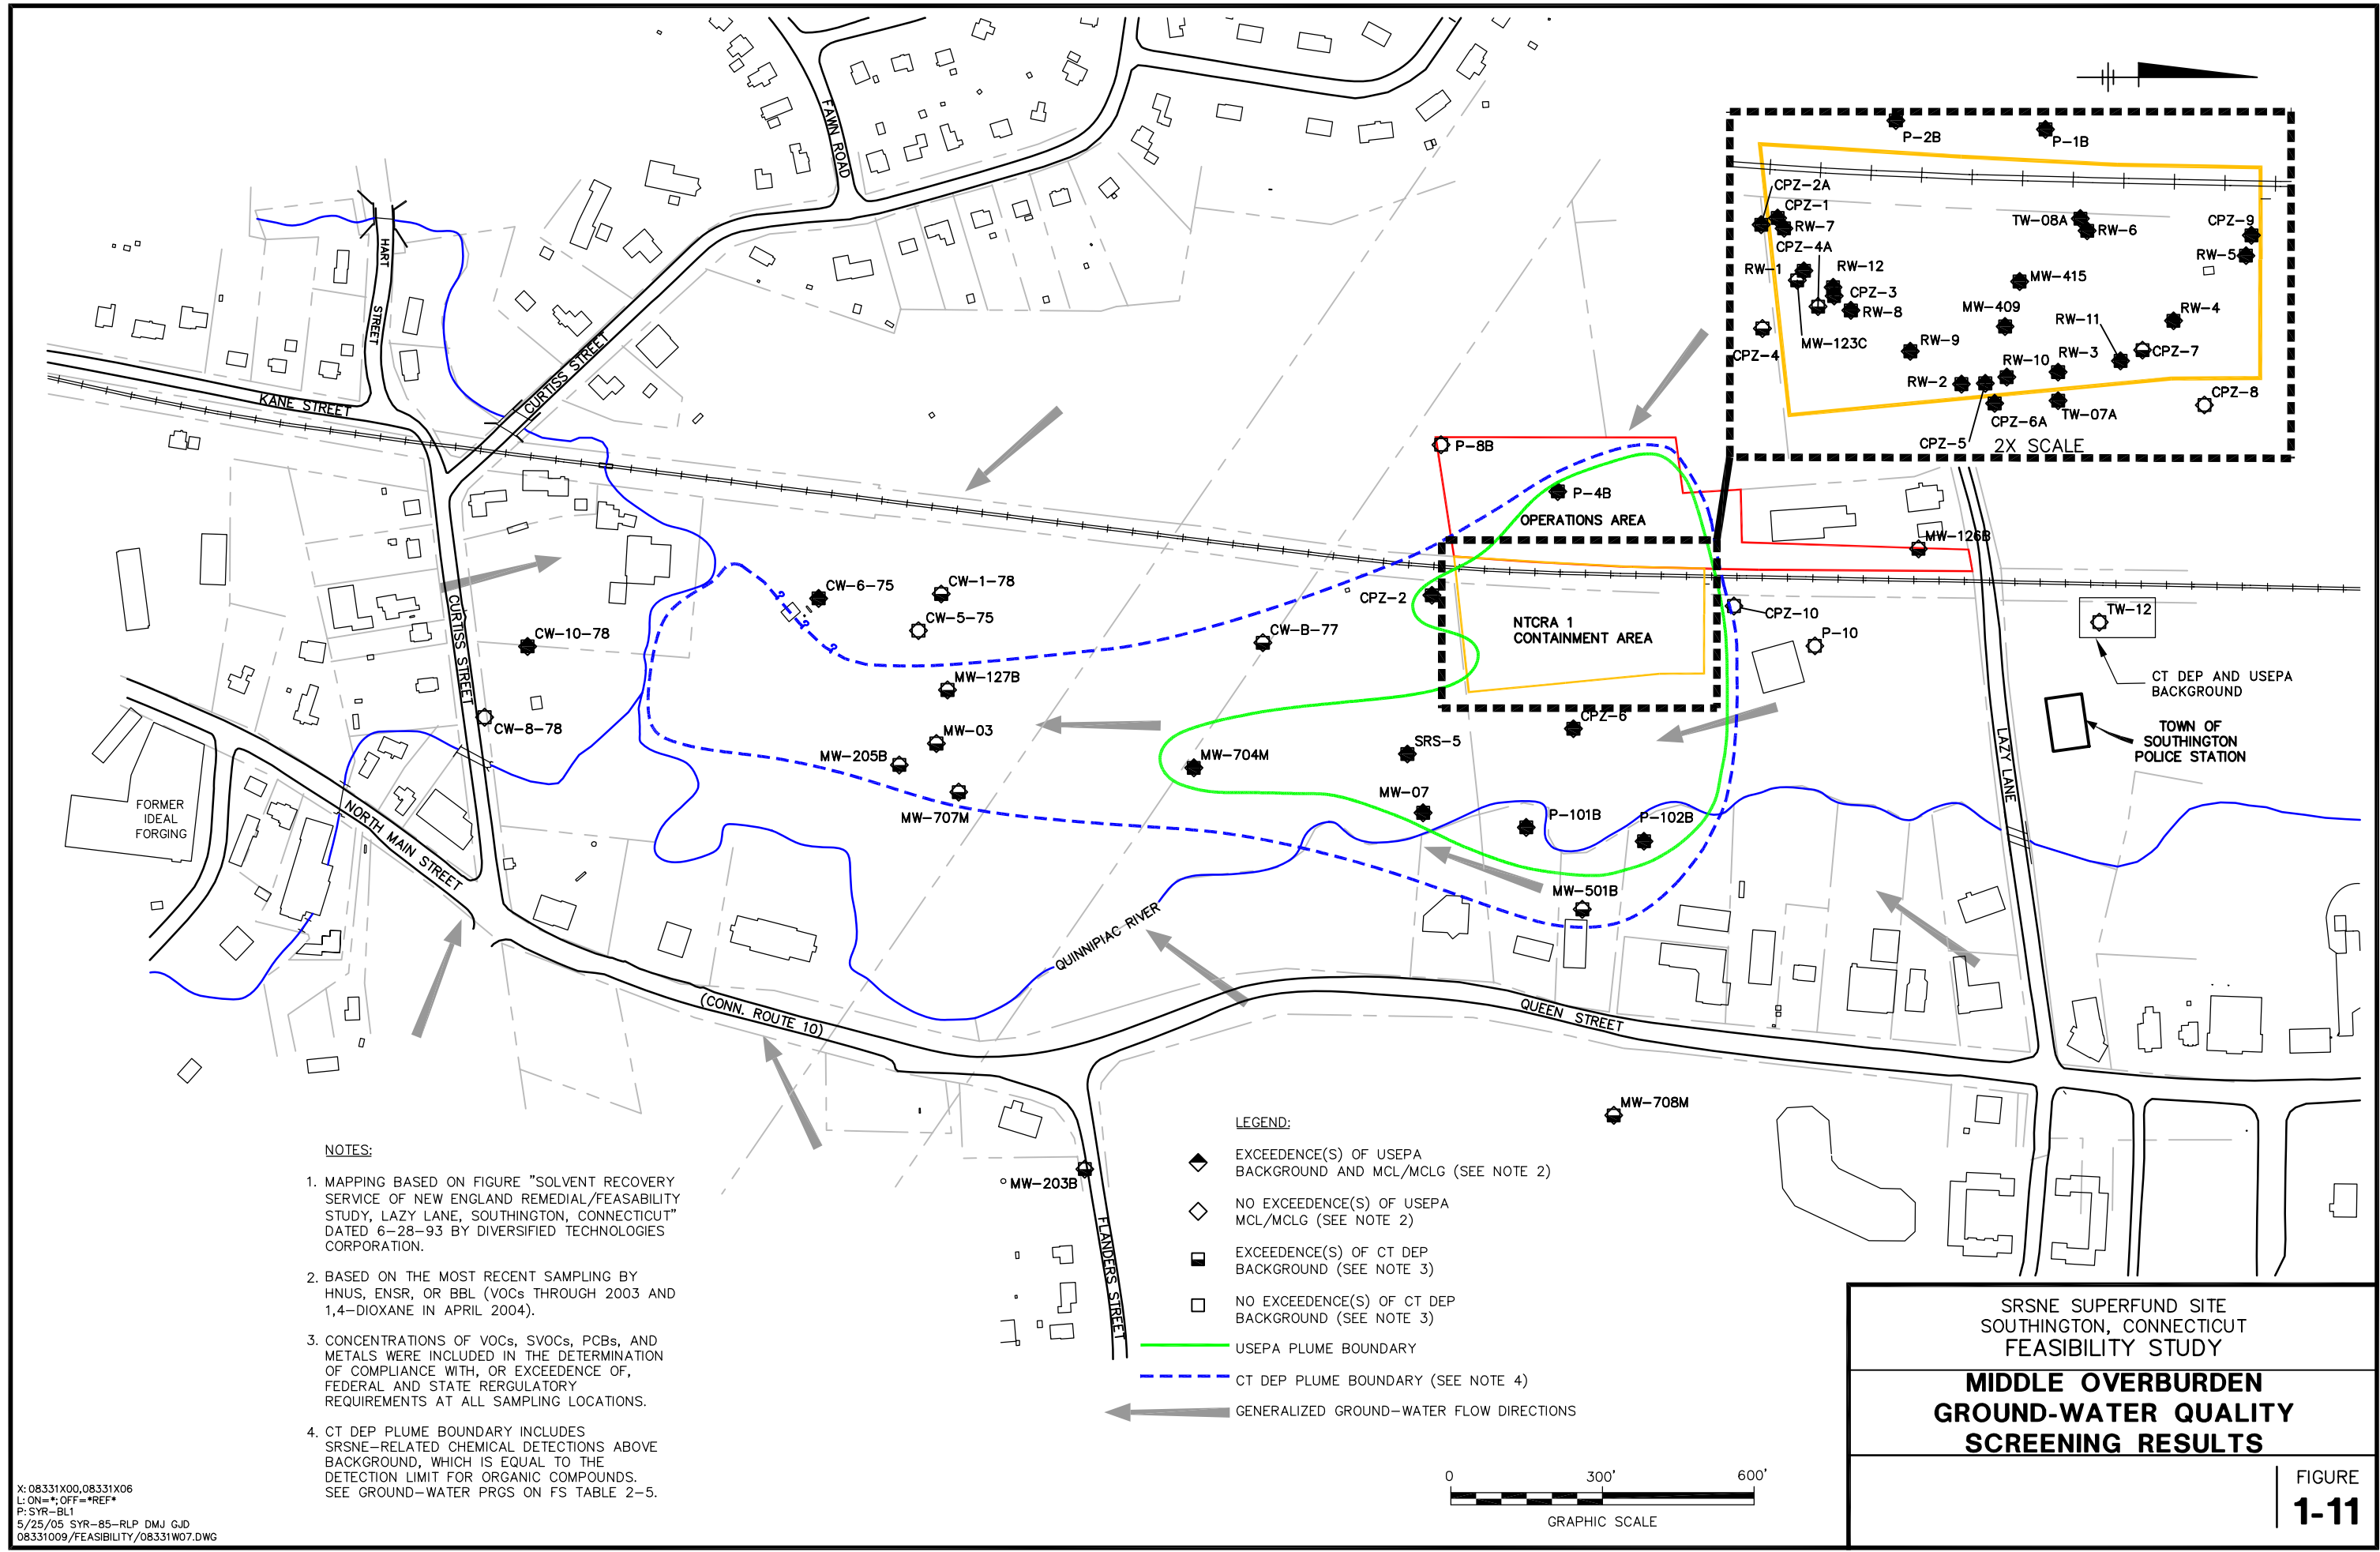 FAWN ROAD
HART
STREET
KANE STREET
CURTISS STREET
P-2B
P-1B
CPZ-2A
CPZ-1
RW-7
TW-08A
RW-6
CPZ-9
CPZ-4A
RW-5
RW-1
RW-12
CPZ-3
RW-8
MW-415
MW-409
RW-4
RW-11
MW-123C
CPZ-4
RW-9
RW-10
RW-3
CPZ-7
RW-2
CPZ-8
CPZ-6A
TW-07A
CPZ-5
2X SCALE
P-8B
P-4B
OPERATIONS AREA
MW-126B
CW-6-75
CW-1-78
CW-5-75
CPZ-2
CW-B-77
NTCRA 1
CONTAINMENT AREA
CPZ-10
P-10
TW-12
CT DEP AND USEPA
BACKGROUND
CW-10-78
CURTISS STREET
MW-127B
CW-8-78
MW-03
MW-205B
MW-707M
MW-704M
SRS-5
CPZ-6
MW-07
P-101B
P-102B
MW-501B
LAZY LANE
TOWN OF
SOUTHINGTON
POLICE STATION
FORMER
IDEAL
FORGING
NORTH MAIN STREET
QUINNIPIAC RIVER
(CONN. ROUTE 10)
QUEEN STREET
? ? ?
MW-708M
MW-203B
FLANDERS STREET
NOTES:
1. MAPPING BASED ON FIGURE "SOLVENT RECOVERY
SERVICE OF NEW ENGLAND REMEDIAL/FEASABILITY
STUDY, LAZY LANE, SOUTHINGTON, CONNECTICUT"
DATED 6-28-93 BY DIVERSIFIED TECHNOLOGIES
CORPORATION.
2. BASED ON THE MOST RECENT SAMPLING BY
HNUS, ENSR, OR BBL (VOCs THROUGH 2003 AND
1,4-DIOXANE IN APRIL 2004).
3. CONCENTRATIONS OF VOCs, SVOCs, PCBs, AND
METALS WERE INCLUDED IN THE DETERMINATION
OF COMPLIANCE WITH, OR EXCEEDENCE OF,
FEDERAL AND STATE RERGULATORY
REQUIREMENTS AT ALL SAMPLING LOCATIONS.
4. CT DEP PLUME BOUNDARY INCLUDES
SRSNE-RELATED CHEMICAL DETECTIONS ABOVE
BACKGROUND, WHICH IS EQUAL TO THE
DETECTION LIMIT FOR ORGANIC COMPOUNDS.
SEE GROUND-WATER PRGS ON FS TABLE 2-5.
LEGEND:
EXCEEDENCE(S) OF USEPA
BACKGROUND AND MCL/MCLG (SEE NOTE 2)
NO EXCEEDENCE(S) OF USEPA
MCL/MCLG (SEE NOTE 2)
EXCEEDENCE(S) OF CT DEP
BACKGROUND (SEE NOTE 3)
NO EXCEEDENCE(S) OF CT DEP
BACKGROUND (SEE NOTE 3)
USEPA PLUME BOUNDARY
CT DEP PLUME BOUNDARY (SEE NOTE 4)
GENERALIZED GROUND-WATER FLOW DIRECTIONS
0 300' 600'
GRAPHIC SCALE
SRSNE SUPERFUND SITE
SOUTHINGTON, CONNECTICUT
FEASIBILITY STUDY
MIDDLE OVERBURDEN
GROUND-WATER QUALITY
SCREENING RESULTS
FIGURE
1-11
X: 08331X00,08331X06
L: ON=*;OFF=*REF*
P: SYR-BL1
5/25/05 SYR-85-RLP DMJ GJD
08331009/FEASIBILITY/08331W07.DWG